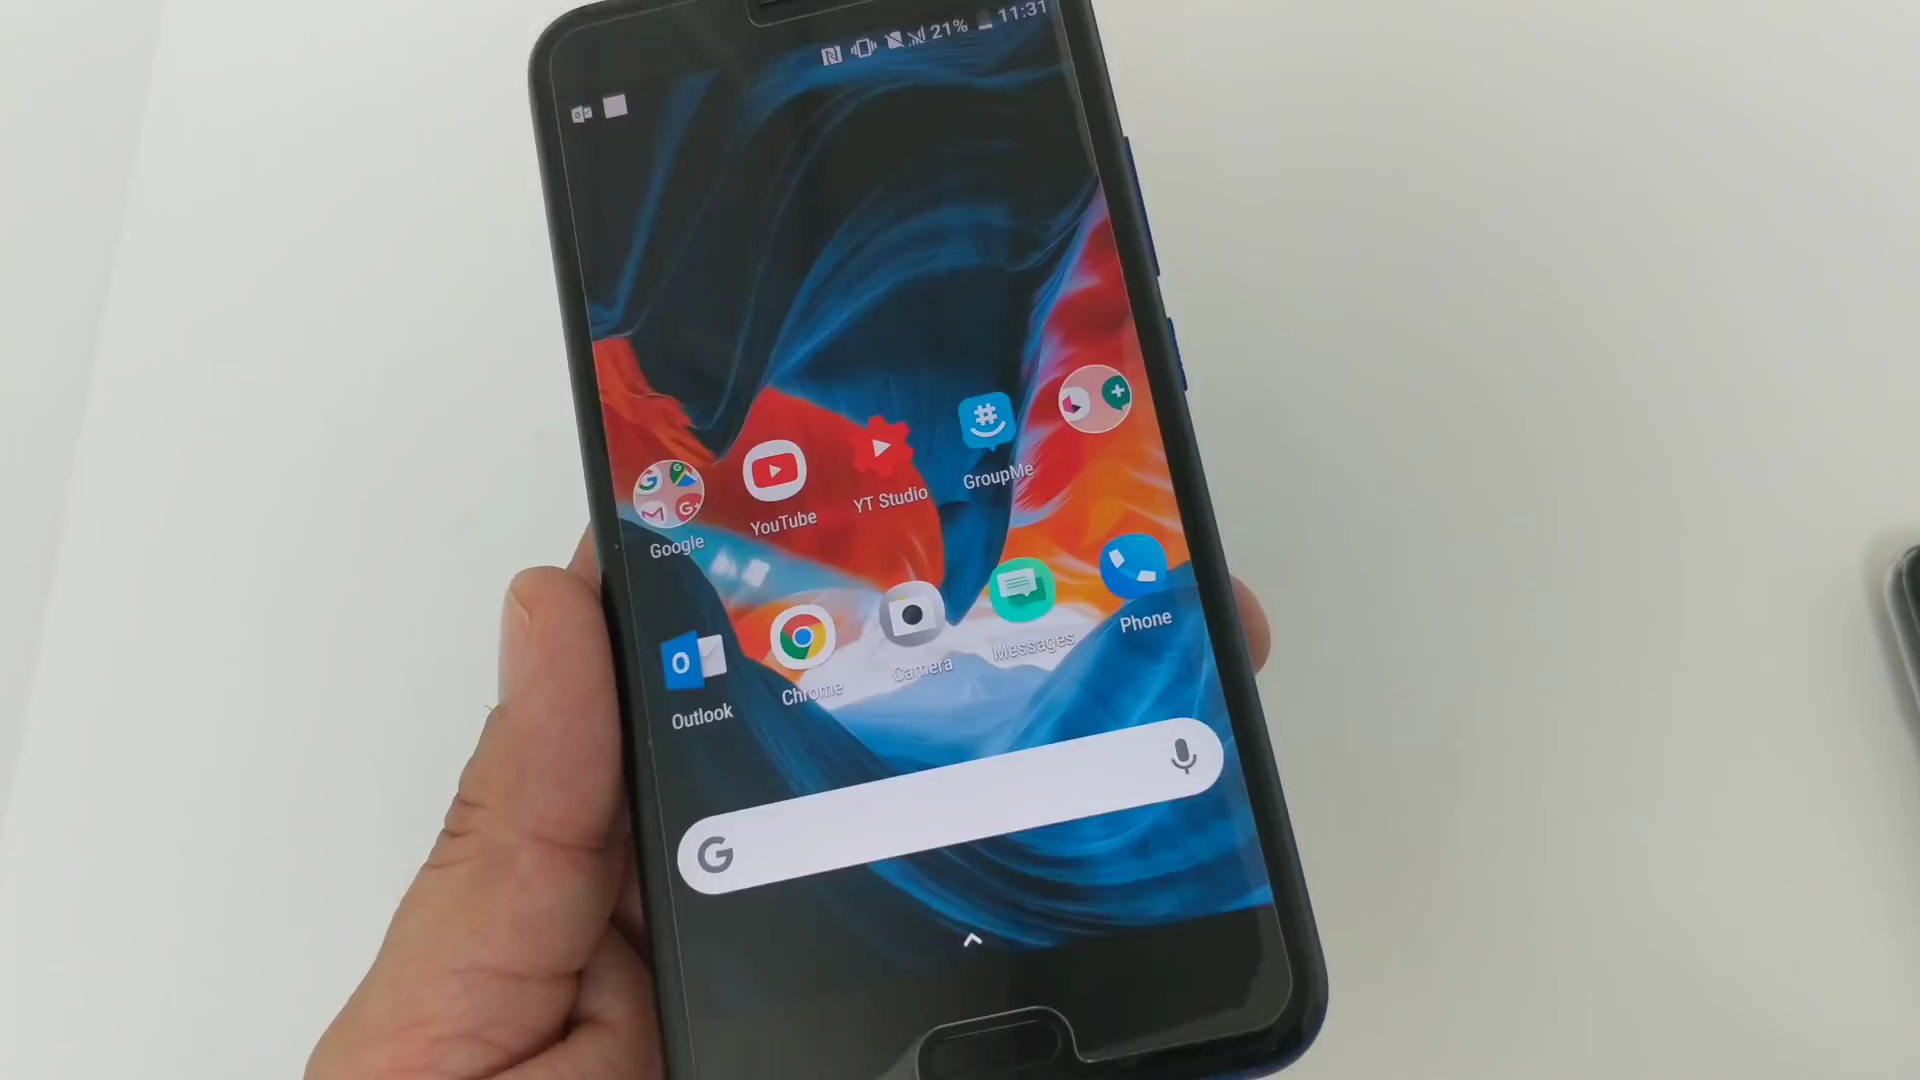 21% 11:31
GroupMe
YT Studio
YouTube
Google
Phone
Messages
Camera
Chrome
Outlook
G